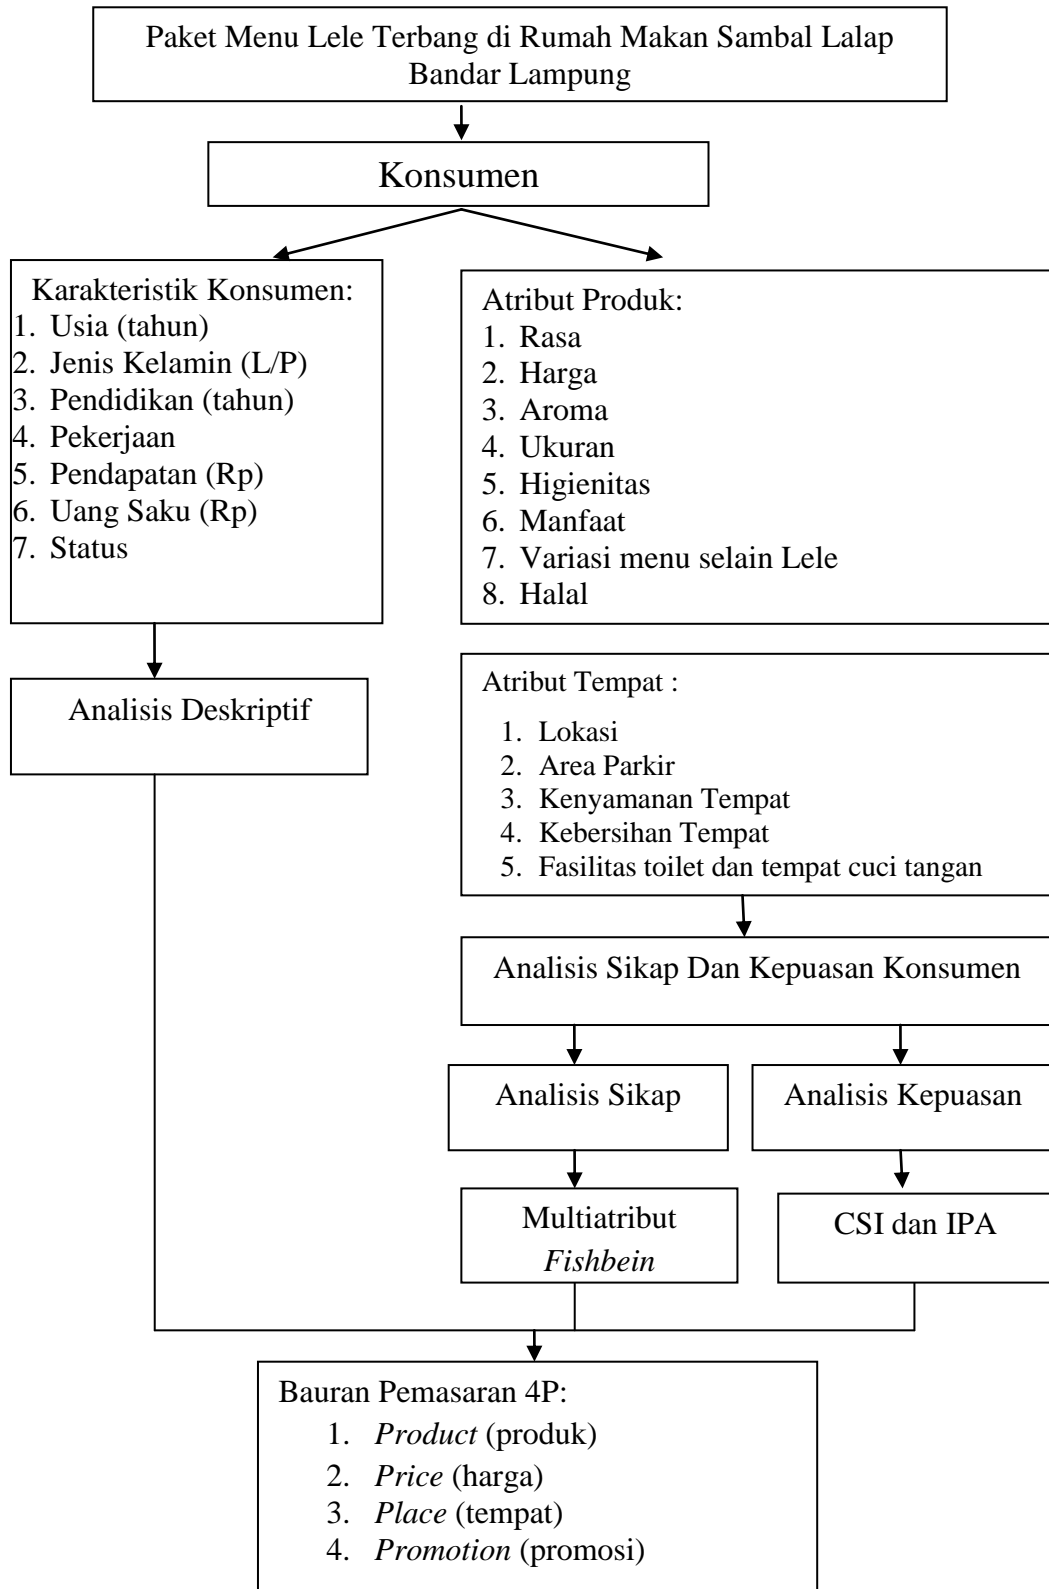 Paket Menu Lele Terbang di Rumah Makan Sambal Lalap
Bandar Lampung
Konsumen
Karakteristik Konsumen:
1. Usia (tahun)
2. Jenis Kelamin (L/P)
3. Pendidikan (tahun)
4. Pekerjaan
5. Pendapatan (Rp)
6. Uang Saku (Rp)
7. Status
Atribut Produk:
1. Rasa
2. Harga
3. Aroma
4. Ukuran
5. Higienitas
6. Manfaat
7. Variasi menu selain Lele
8. Halal
Analisis Deskriptif
Atribut Tempat :
1. Lokasi
2. Area Parkir
3. Kenyamanan Tempat
4. Kebersihan Tempat
5. Fasilitas toilet dan tempat cuci tangan
Analisis Sikap Dan Kepuasan Konsumen
Analisis Sikap
Analisis Kepuasan
Multiatribut
Fishbein
CSI dan IPA
Bauran Pemasaran 4P:
1. Product (produk)
2. Price (harga)
3. Place (tempat)
4. Promotion (promosi)